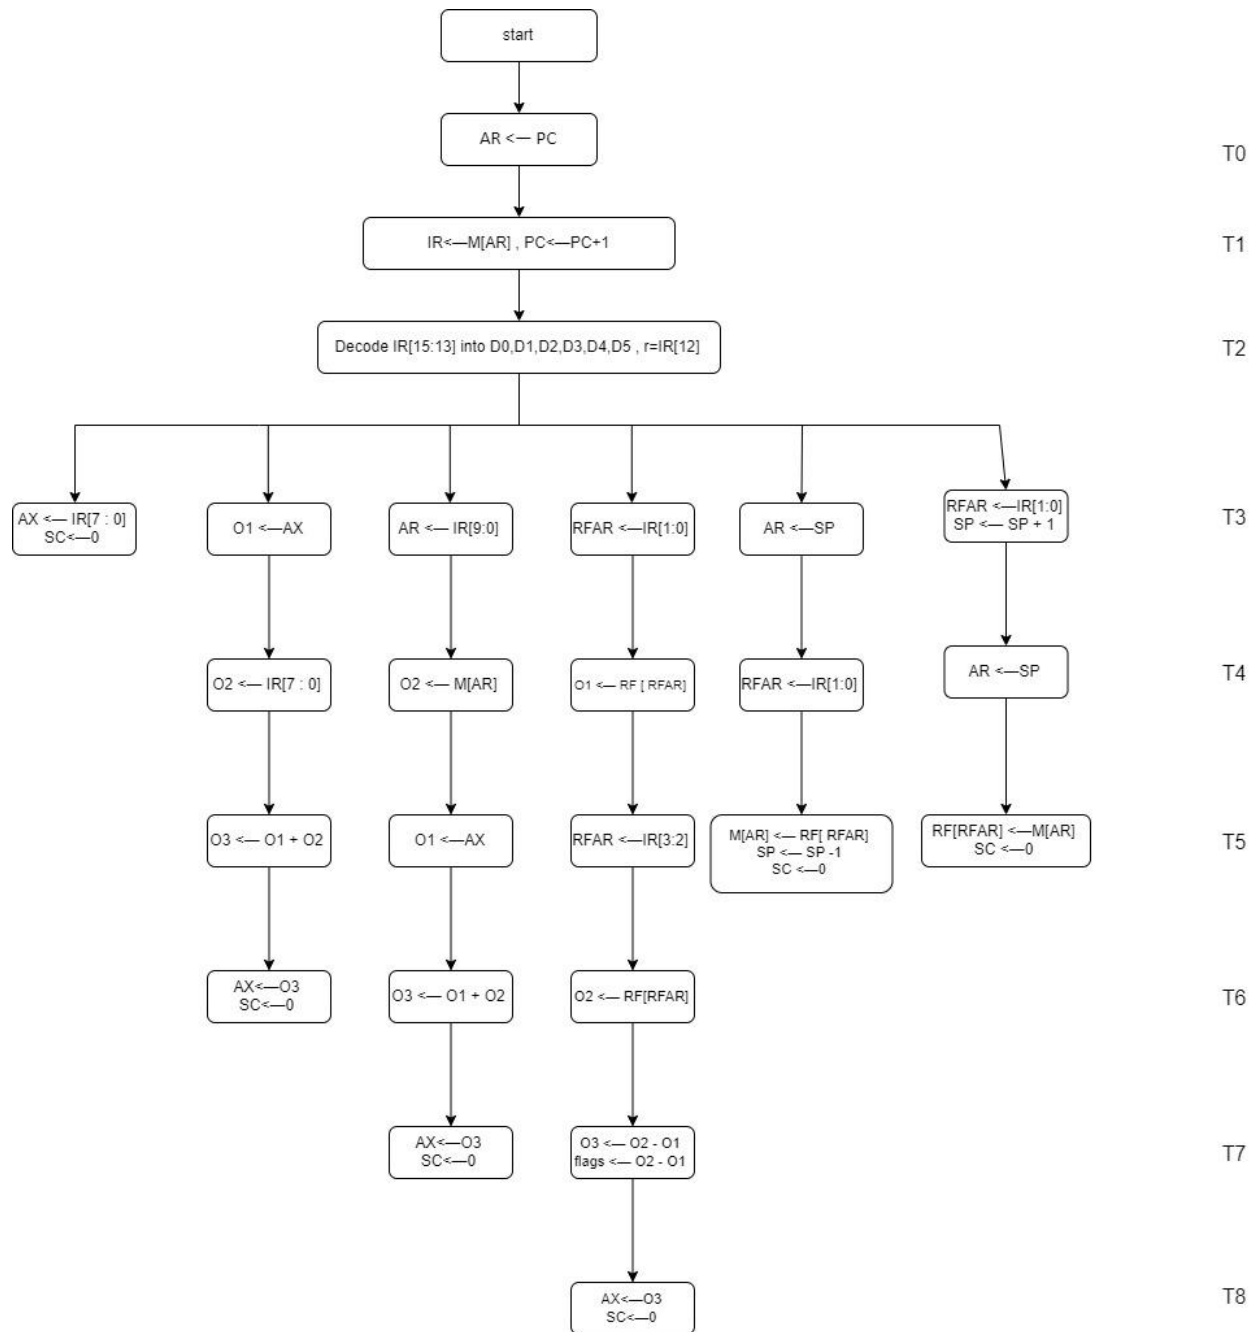 start
AR <— PC
T0
IR<—M[AR] , PC<—PC+1
T1
Decode IR[15:13] into D0,D1,D2,D3,D4,D5 , r=IR[12]
T2
AX <— IR[7 : 0]
SC<—0
O1 <—AX
AR <— IR[9:0]
RFAR <—IR[1:0]
AR <—SP
RFAR <—IR[1:0]
SP <— SP + 1
T3
O2 <— IR[7 : 0]
O2 <— M[AR]
O1 <— RF [ RFAR]
RFAR <—IR[1:0]
AR <—SP
T4
O3 <— O1 + O2
O1 <—AX
RFAR <—IR[3:2]
M[AR] <— RF[ RFAR]
SP <— SP -1
SC <—0
RF[RFAR] <—M[AR]
SC <—0
T5
AX<—O3
SC<—0
O3 <— O1 + O2
O2 <— RF[RFAR]
T6
AX<—O3
SC<—0
O3 <— O2 - O1
flags <— O2 - O1
T7
AX<—O3
SC<—0
T8